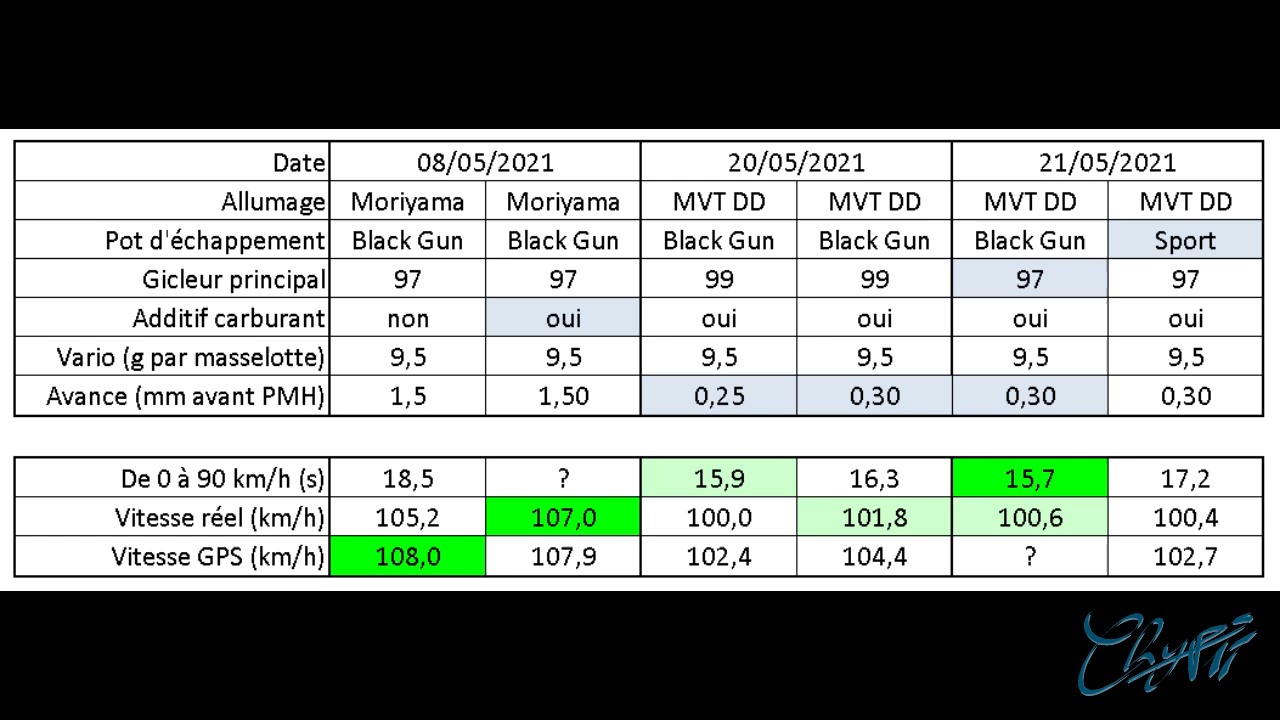 Date 08/05/2021 20/05/2021 21/05/2021
Allumage Moriyama Moriyama MVT DD MVT DD MVT DD MVT DD
Pot d'échappement Black Gun Black Gun Black Gun Black Gun Black Gun Sport
Gicleur principal 97 97 99 99 97 97
Additif carburant non oui oui oui oui oui
Vario (g par masselotte) 9,5 9,5 9,5 9,5 9,5 9,5
Avance (mm avant PMH) 1,5 1,50 0,25 0,30 0,30 0,30
De 0 à 90 km/h (s) 18,5 ? 15,9 16,3 15,7 17,2
Vitesse réel (km/h) 105,2 107,0 100,0 101,8 100,6 100,4
Vitesse GPS (km/h) 108,0 107,9 102,4 104,4 ? 102,7